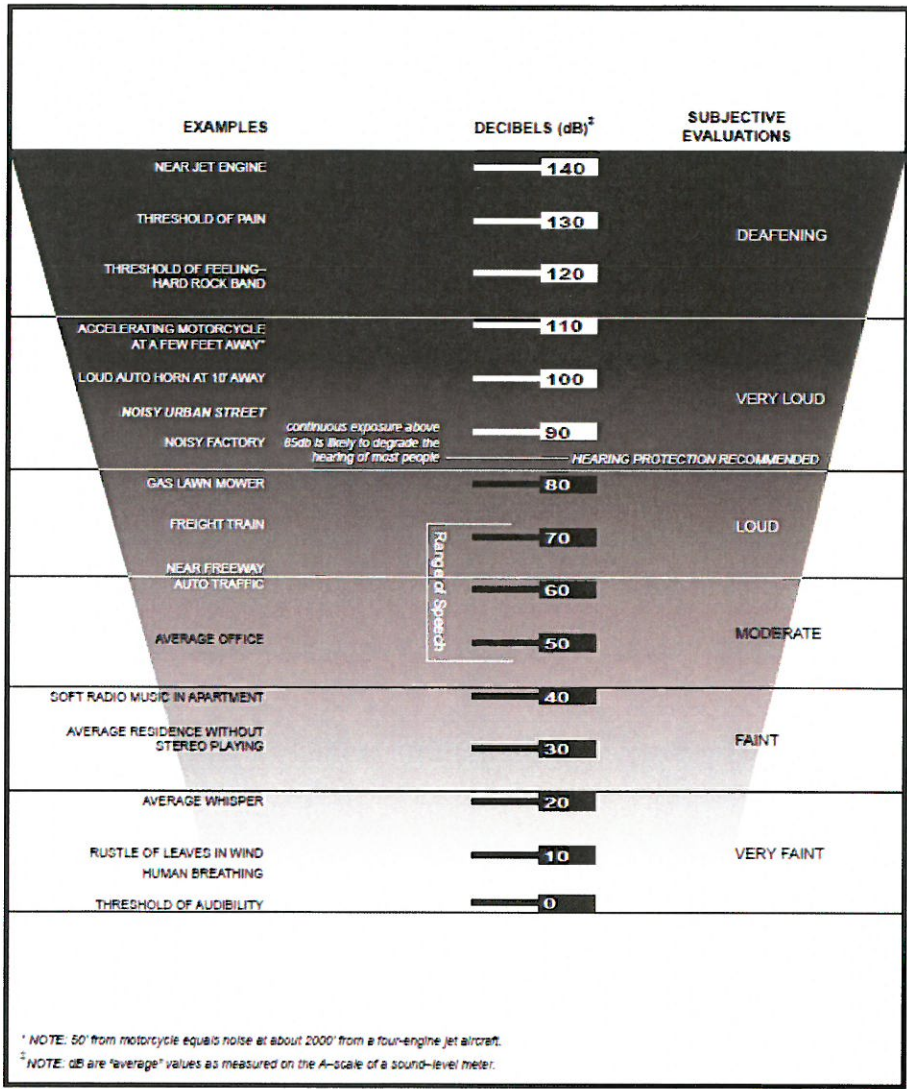 EXAMPLES
DECIBELS (dB)‡
SUBJECTIVE
EVALUATIONS
NEAR JET ENGINE
140
THRESHOLD OF PAIN
130
DEAFENING
THRESHOLD OF FEELING–
HARD ROCK BAND
120
ACCELERATING MOTORCYCLE
AT A FEW FEET AWAY*
110
LOUD AUTO HORN AT 10' AWAY
100
VERY LOUD
NOISY URBAN STREET
NOISY FACTORY
continuous exposure above
85db is likely to degrade the
hearing of most people
90
HEARING PROTECTION RECOMMENDED
GAS LAWN MOWER
80
FREIGHT TRAIN
70
LOUD
Range of Speech
NEAR FREEWAY
AUTO TRAFFIC
60
AVERAGE OFFICE
50
MODERATE
SOFT RADIO MUSIC IN APARTMENT
40
AVERAGE RESIDENCE WITHOUT
STEREO PLAYING
30
FAINT
AVERAGE WHISPER
20
RUSTLE OF LEAVES IN WIND
10
VERY FAINT
HUMAN BREATHING
THRESHOLD OF AUDIBILITY
0
* NOTE: 50' from motorcycle equals noise at about 2000' from a four-engine jet aircraft.
‡ NOTE: dB are "average" values as measured on the A–scale of a sound–level meter.